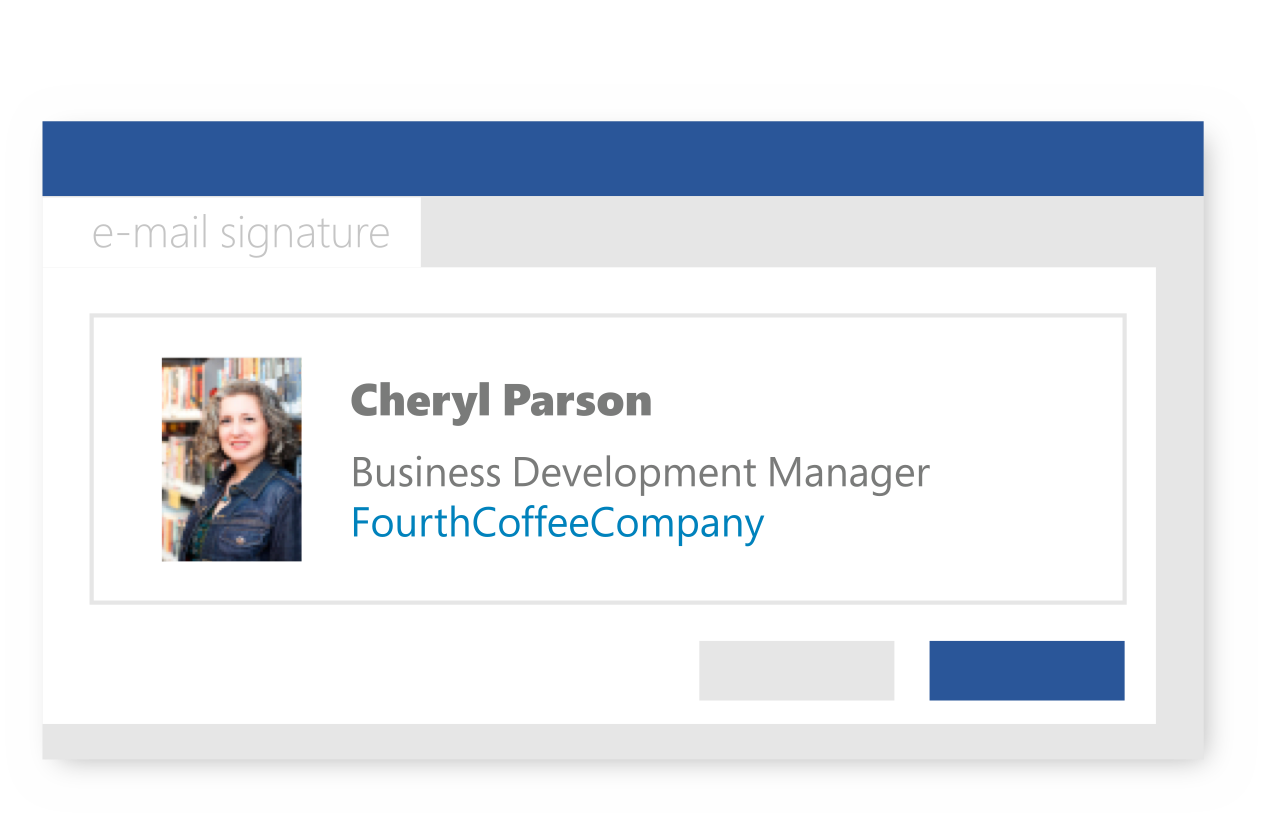 e-mail signature
Cheryl Parson
Business Development Manager
FourthCoffeeCompany